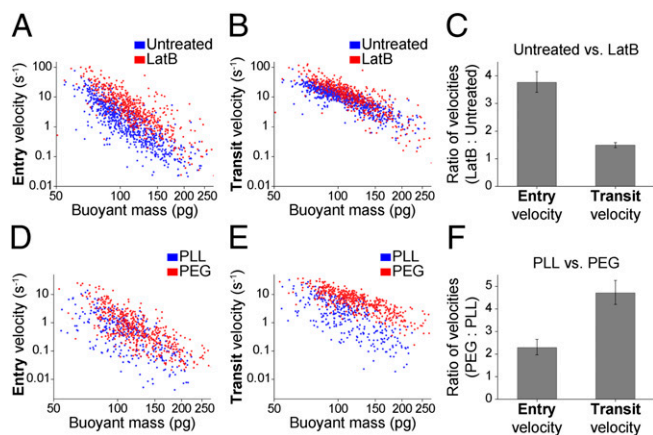 A
Untreated
LatB
Entry velocity (s⁻¹)
100
10
1
0.1
0.01
50
100
150
200
250
Buoyant mass (pg)
B
Untreated
LatB
Transit velocity (s⁻¹)
100
10
1
0.1
0.01
50
100
150
200
250
Buoyant mass (pg)
C
Untreated vs. LatB
Ratio of velocities
(LatB : Untreated)
4
3
2
1
0
Entry
velocity
Transit
velocity
D
PLL
PEG
Entry velocity (s⁻¹)
10
1
0.1
0.01
50
100
150
200
250
Buoyant mass (pg)
E
PLL
PEG
Transit velocity (s⁻¹)
10
1
0.1
0.01
50
100
150
200
250
Buoyant mass (pg)
F
PLL vs. PEG
Ratio of velocities
(PEG : PLL)
5
4
3
2
1
0
Entry
velocity
Transit
velocity